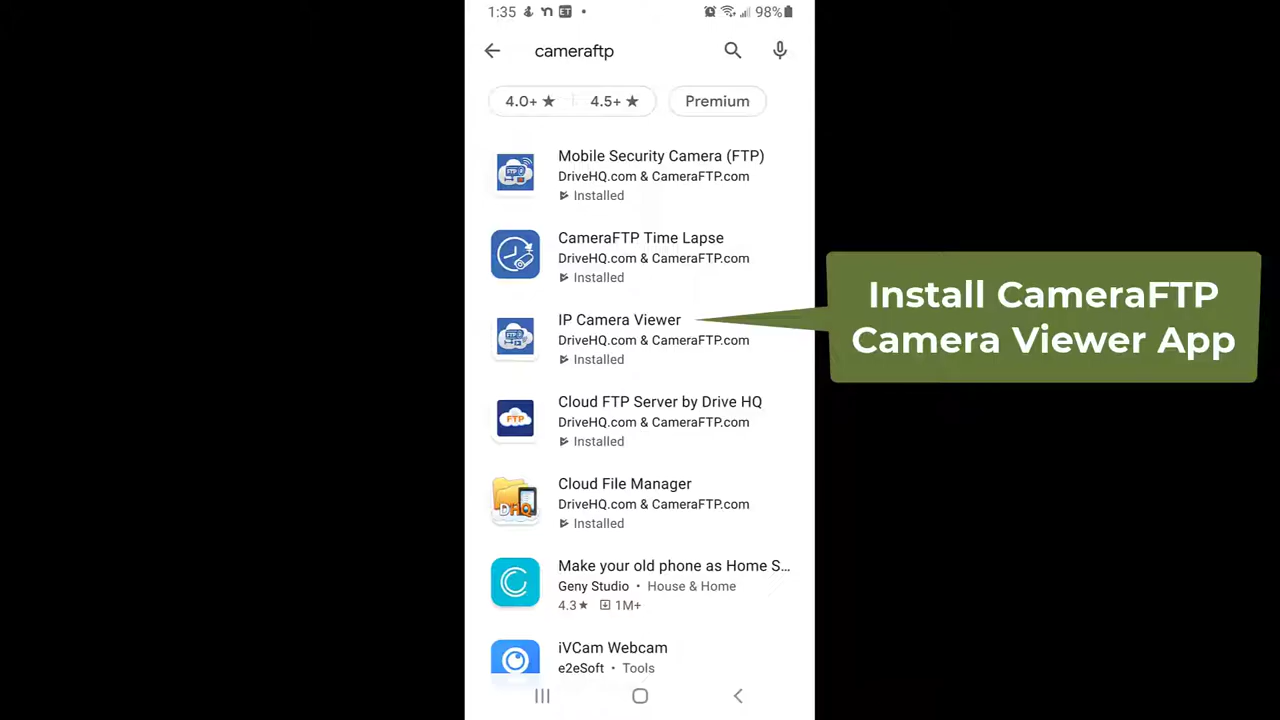 1:35 ET 98%
cameraftp
4.0+ ★ 4.5+ ★ Premium
Mobile Security Camera (FTP)
DriveHQ.com & CameraFTP.com
Installed
CameraFTP Time Lapse
DriveHQ.com & CameraFTP.com
Installed
IP Camera Viewer
DriveHQ.com & CameraFTP.com
Installed
Install CameraFTP
Camera Viewer App
Cloud FTP Server by Drive HQ
DriveHQ.com & CameraFTP.com
Installed
FTP
Cloud File Manager
DriveHQ.com & CameraFTP.com
Installed
DHQ
Make your old phone as Home S...
Geny Studio • House & Home
4.3★ 1M+
iVCam Webcam
e2eSoft • Tools